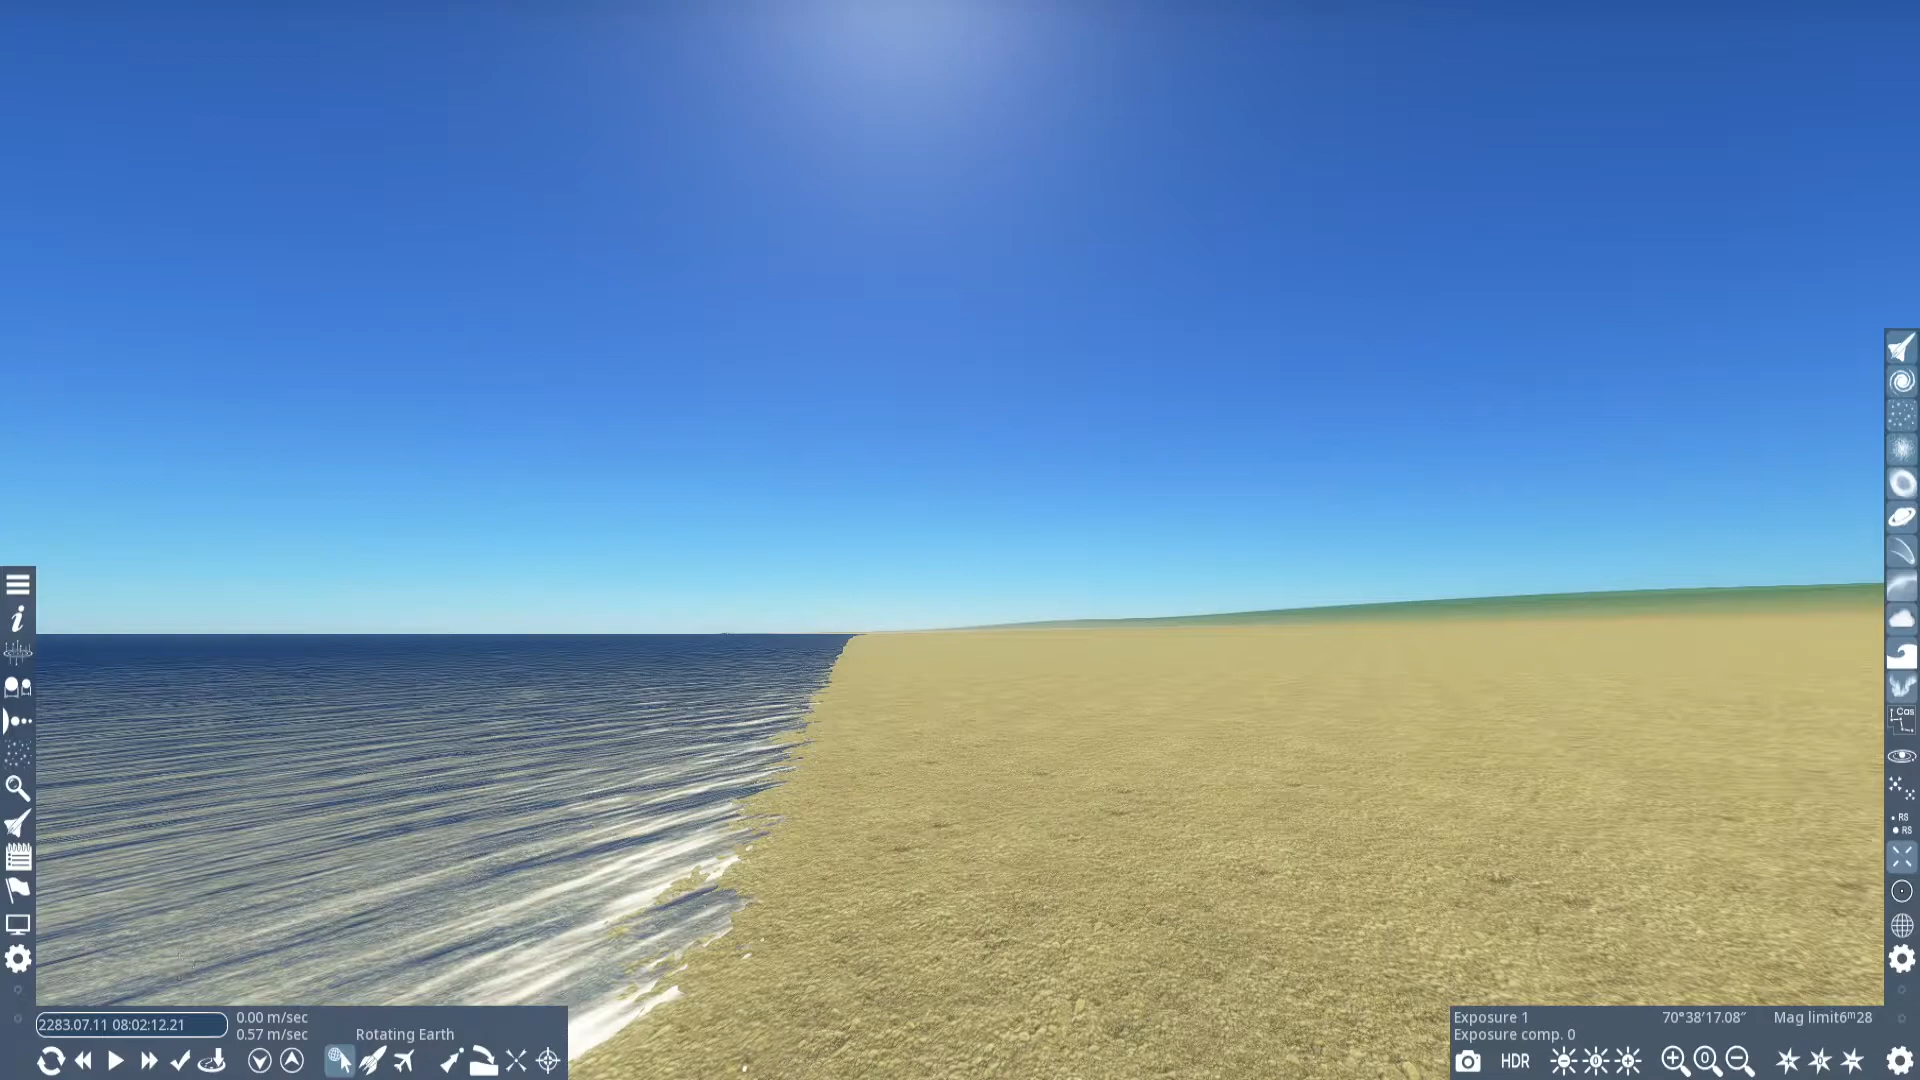 Cas
RS
RS
2283.07.11 08:02:12.21
0.00 m/sec
0.57 m/sec
Rotating Earth
Exposure 1
70°38'17.08"
Mag limit6ᵐ28
Exposure comp. 0
HDR
0